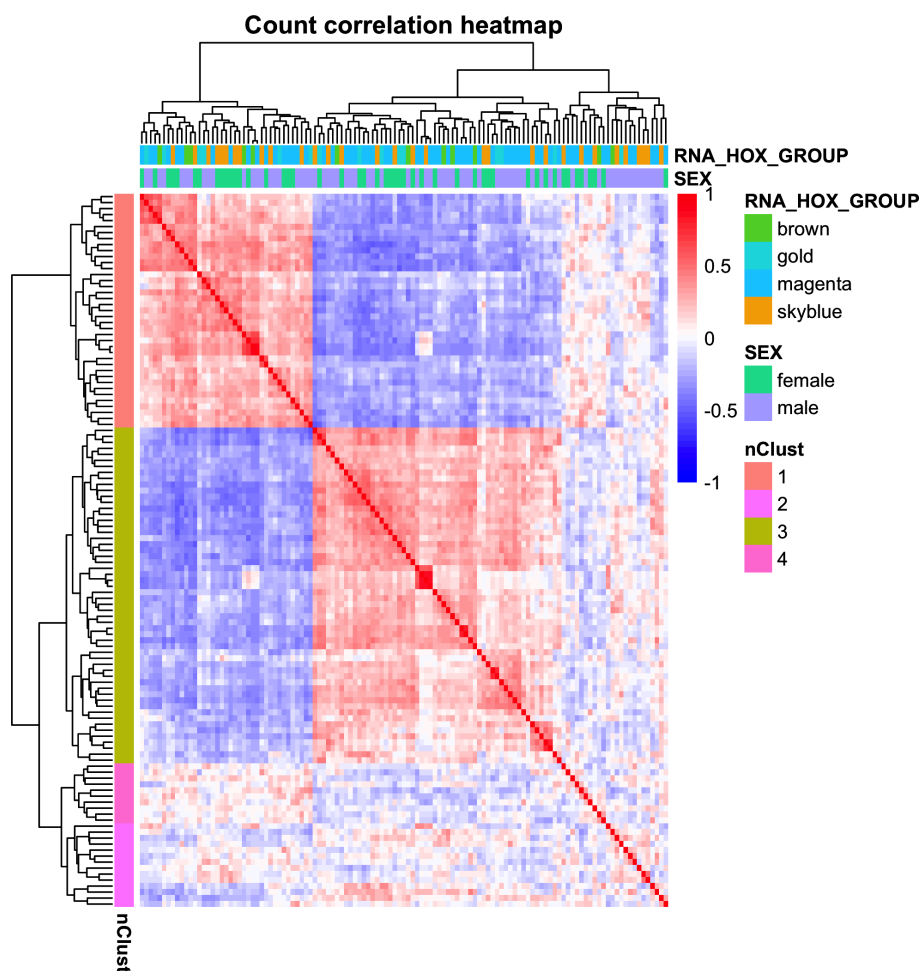 Count correlation heatmap
RNA_HOX_GROUP
SEX
1
0.5
0
-0.5
-1
RNA_HOX_GROUP
brown
gold
magenta
skyblue
SEX
female
male
nClust
1
2
3
4
nClust